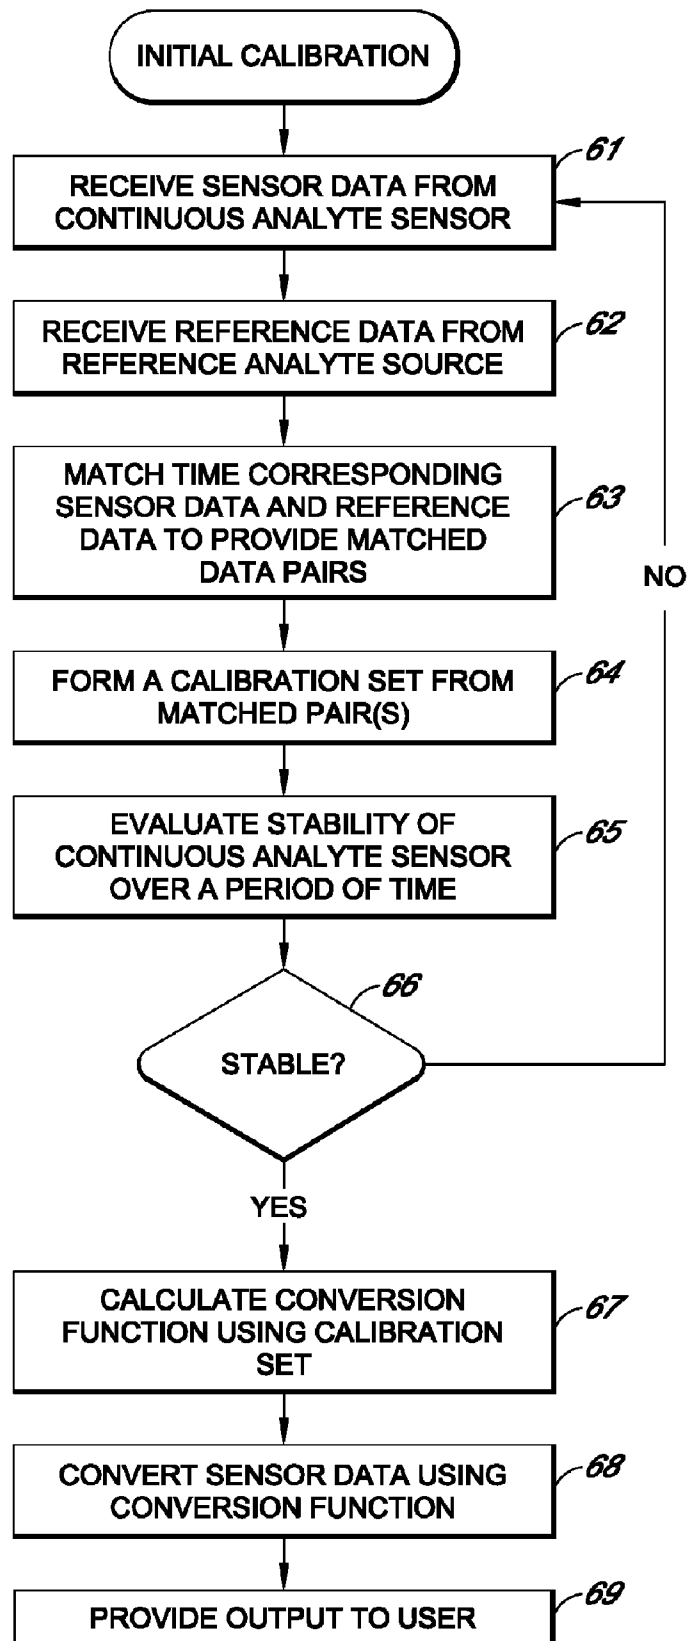 INITIAL CALIBRATION
61
RECEIVE SENSOR DATA FROM
CONTINUOUS ANALYTE SENSOR
62
RECEIVE REFERENCE DATA FROM
REFERENCE ANALYTE SOURCE
63
MATCH TIME CORRESPONDING
SENSOR DATA AND REFERENCE
DATA TO PROVIDE MATCHED
DATA PAIRS
NO
64
FORM A CALIBRATION SET FROM
MATCHED PAIR(S)
65
EVALUATE STABILITY OF
CONTINUOUS ANALYTE SENSOR
OVER A PERIOD OF TIME
66
STABLE?
YES
67
CALCULATE CONVERSION
FUNCTION USING CALIBRATION
SET
68
CONVERT SENSOR DATA USING
CONVERSION FUNCTION
69
PROVIDE OUTPUT TO USER